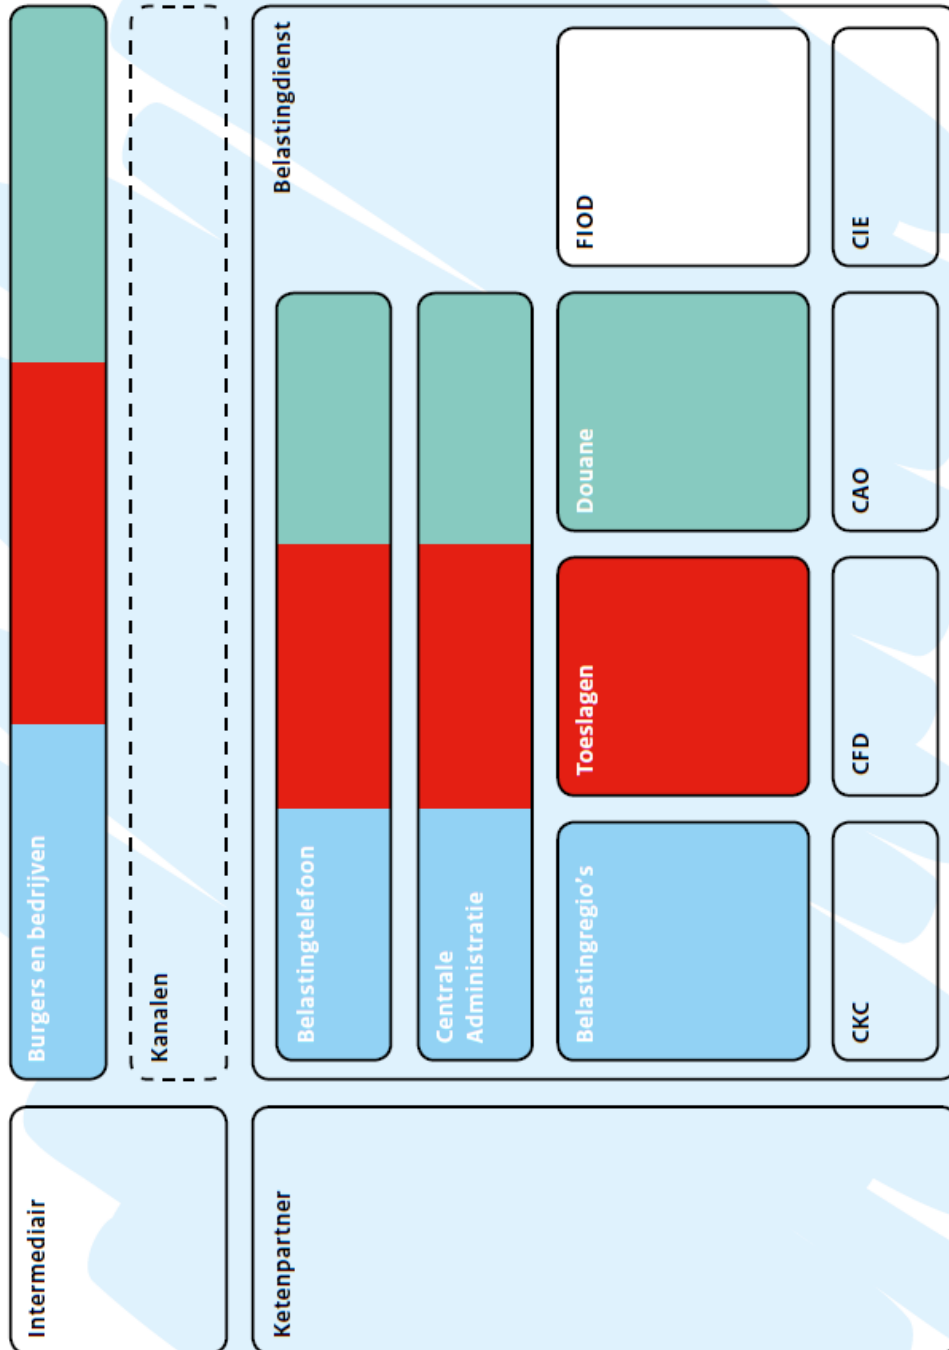 Intermediair
Burgers en bedrijven
Kanalen
Ketenpartner
Belastingdienst
Belastingtelefoon
Centrale
Administratie
Belastingregio's
Toeslagen
Douane
FIOD
CKC
CFD
CAO
CIE